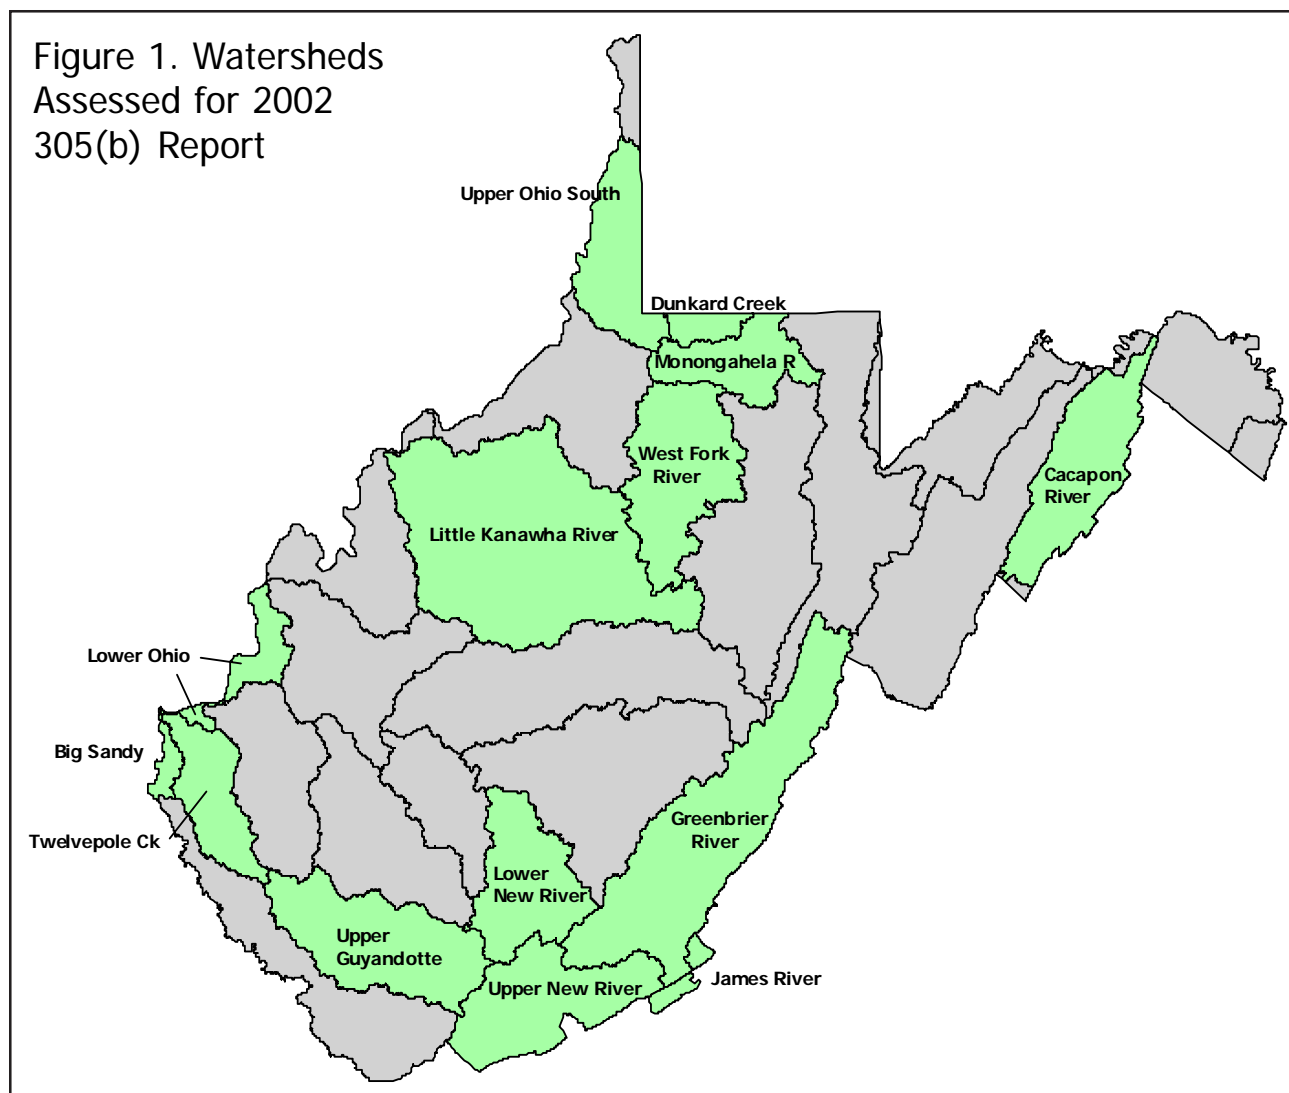 Figure 1. Watersheds
Assessed for 2002
305(b) Report
Upper Ohio South
Dunkard Creek
Monongahela R
West Fork
River
Cacapon
River
Little Kanawha River
Lower Ohio
Big Sandy
Greenbrier
River
Twelvepole Ck
Lower
New River
Upper
Guyandotte
James River
Upper New River